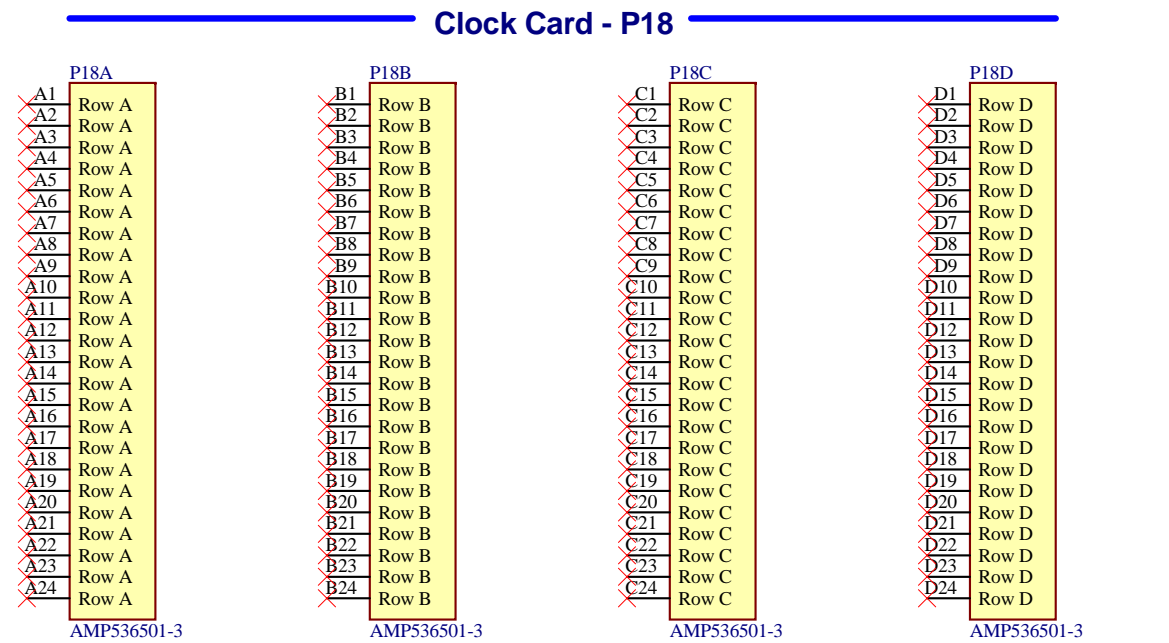 Clock Card - P18
P18A P18B P18C P18D
A1 Row A B1 Row B C1 Row C D1 Row D
A2 Row A B2 Row B C2 Row C D2 Row D
A3 Row A B3 Row B C3 Row C D3 Row D
A4 Row A B4 Row B C4 Row C D4 Row D
A5 Row A B5 Row B C5 Row C D5 Row D
A6 Row A B6 Row B C6 Row C D6 Row D
A7 Row A B7 Row B C7 Row C D7 Row D
A8 Row A B8 Row B C8 Row C D8 Row D
A9 Row A B9 Row B C9 Row C D9 Row D
A10 Row A B10 Row B C10 Row C D10 Row D
A11 Row A B11 Row B C11 Row C D11 Row D
A12 Row A B12 Row B C12 Row C D12 Row D
A13 Row A B13 Row B C13 Row C D13 Row D
A14 Row A B14 Row B C14 Row C D14 Row D
A15 Row A B15 Row B C15 Row C D15 Row D
A16 Row A B16 Row B C16 Row C D16 Row D
A17 Row A B17 Row B C17 Row C D17 Row D
A18 Row A B18 Row B C18 Row C D18 Row D
A19 Row A B19 Row B C19 Row C D19 Row D
A20 Row A B20 Row B C20 Row C D20 Row D
A21 Row A B21 Row B C21 Row C D21 Row D
A22 Row A B22 Row B C22 Row C D22 Row D
A23 Row A B23 Row B C23 Row C D23 Row D
A24 Row A B24 Row B C24 Row C D24 Row D
AMP536501-3 AMP536501-3 AMP536501-3 AMP536501-3